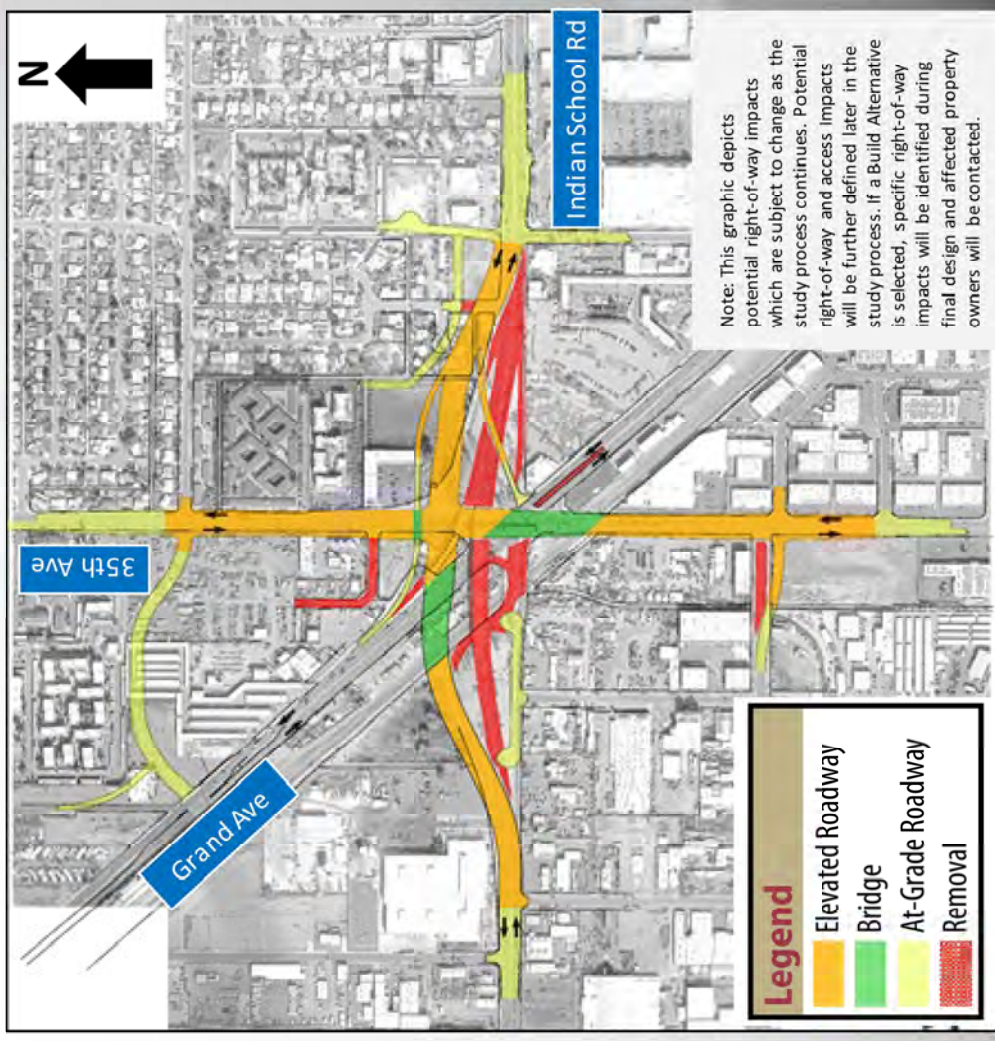 N
35th Ave
Indian School Rd
Grand Ave
Note: This graphic depicts
potential right-of-way impacts
which are subject to change as the
study process continues. Potential
right-of-way and access impacts
will be further defined later in the
study process. If a Build Alternative
is selected, specific right-of-way
impacts will be identified during
final design and affected property
owners will be contacted.
Legend
Elevated Roadway
Bridge
At-Grade Roadway
Removal